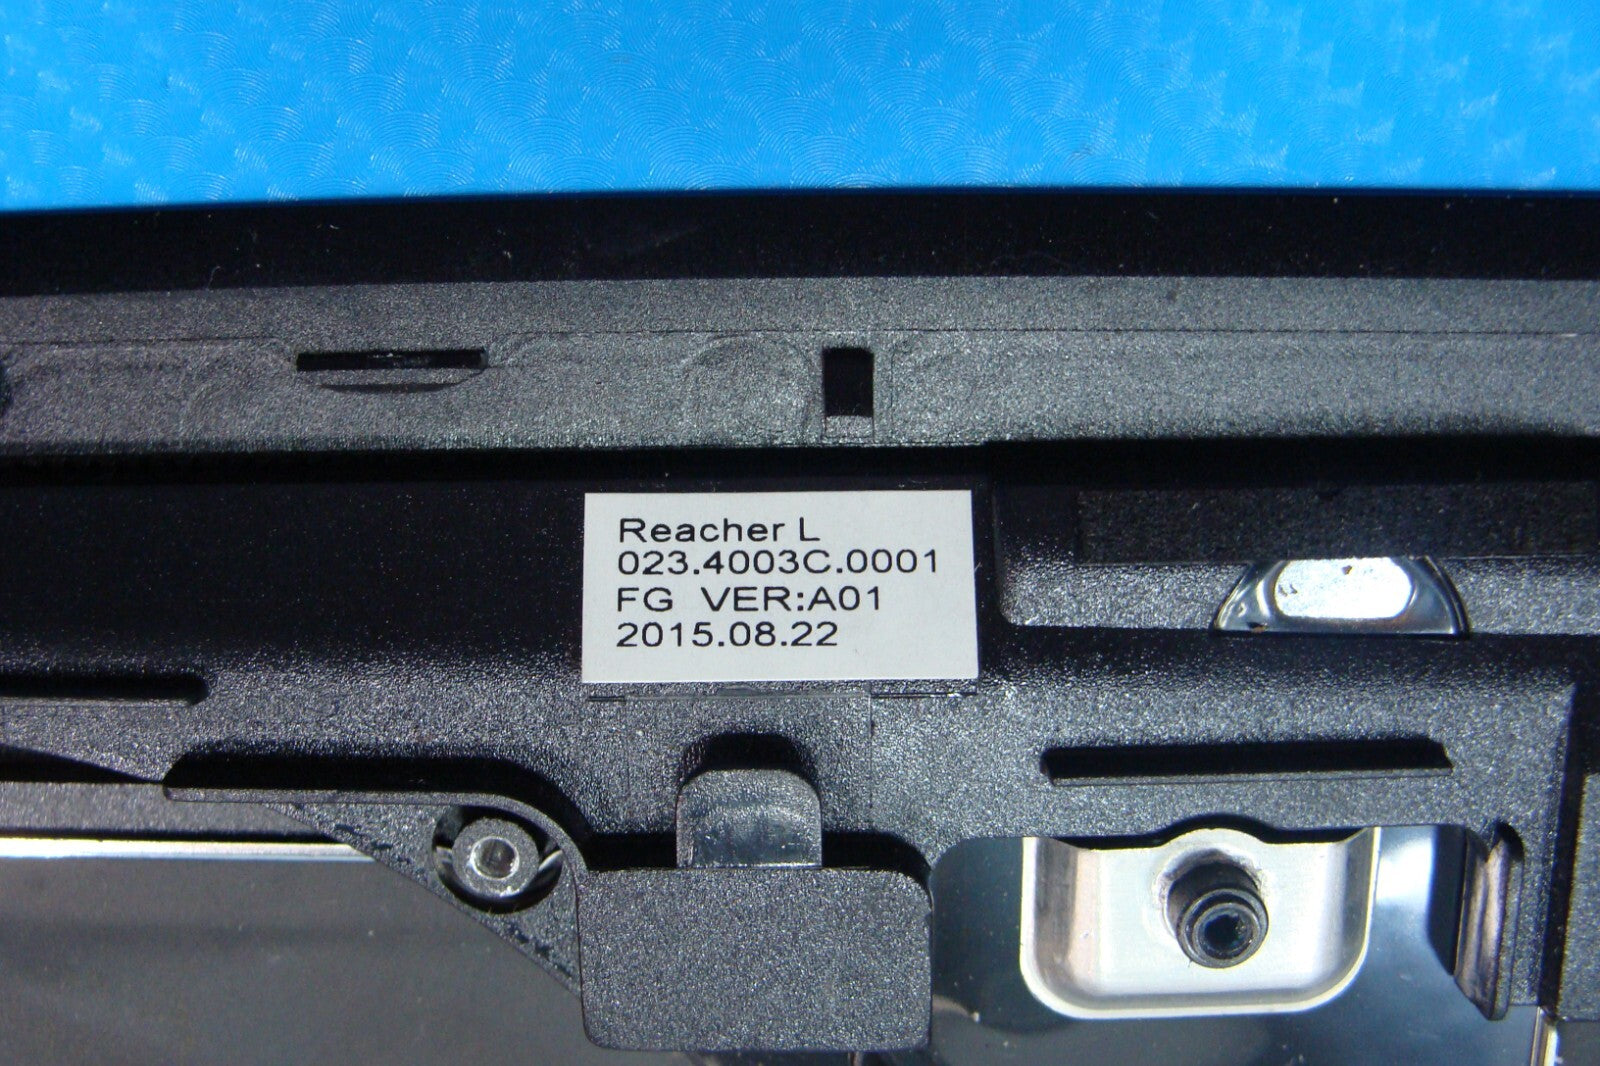 Reacher L
023.4003C.0001
FG VER:A01
2015.08.22